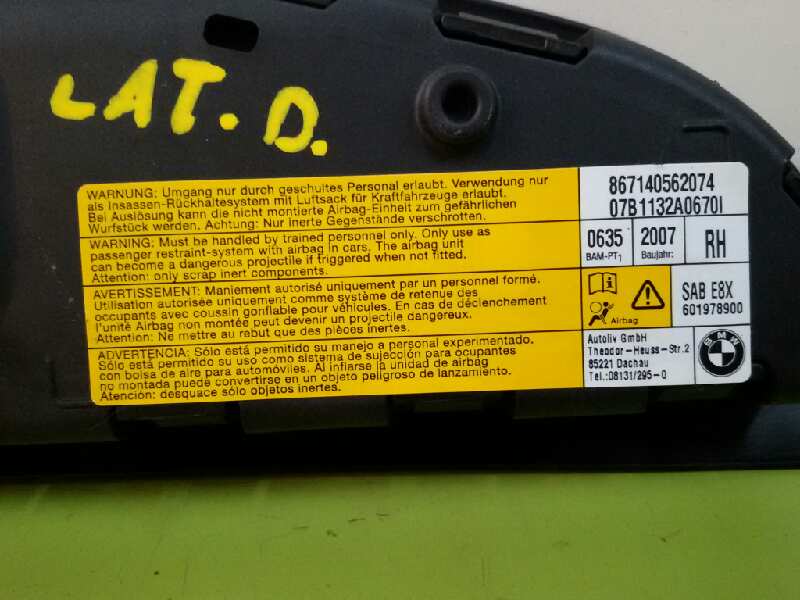 LAT. D.
WARNUNG: Umgang nur durch geschultes Personal erlaubt. Verwendung nur
als Insassen-Rückhaltesystem mit Luftsack für Kraftfahrzeuge erlaubt.
Bei Auslösung kann die nicht montierte Airbag-Einheit zum gefährlichen
Wurfstück werden. Achtung: Nur inerte Gegenstände verschrotten.
WARNING: Must be handled by trained personnel only. Only use as
passenger restraint-system with airbag in cars. The airbag unit
can become a dangerous projectile if triggered when not fitted.
Attention: only scrap inert components.
AVERTISSEMENT: Maniement autorisé uniquement par un personnel formé.
Utilisation autorisée uniquement comme système de retenue des
occupants avec coussin gonflable pour véhicules. En cas de déclenchement
l'unité Airbag non montée peut devenir un projectile dangereux.
Attention: Ne mettre au rebut que des pièces inertes.
ADVERTENCIA: Sólo está permitido su manejo a personal experimentado.
Sólo está permitido su uso como sistema de sujección para ocupantes
con bolsa de aire para automóviles. Al inflarse la unidad de airbag
no montada puede convertirse en un objeto peligroso de lanzamiento.
Atención: desguace sólo objetos inertes.
867140562074
07B1132A0670I
0635 2007 RH
BAM-PT1 Baujahr:
Airbag
SAB E8X
601978900
Autoliv GmbH
Theodor-Heuss-Str.2
85221 Dachau
Tel.:08131/295-0
BMW